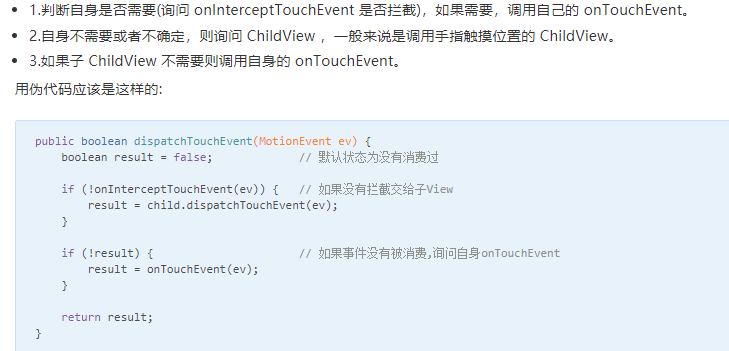 • 1.判断自身是否需要(询问 onInterceptTouchEvent 是否拦截)，如果需要，调用自己的 onTouchEvent。
• 2.自身不需要或者不确定，则询问 ChildView ，一般来说是调用手指触摸位置的 ChildView。
• 3.如果子 ChildView 不需要则调用自身的 onTouchEvent。
用伪代码应该是这样的:
public boolean dispatchTouchEvent(MotionEvent ev) {
    boolean result = false;             // 默认状态为没有消费过
    if (!onInterceptTouchEvent(ev)) {   // 如果没有拦截交给子View
        result = child.dispatchTouchEvent(ev);
    }
    if (!result) {                      // 如果事件没有被消费,询问自身onTouchEvent
        result = onTouchEvent(ev);
    }
    return result;
}